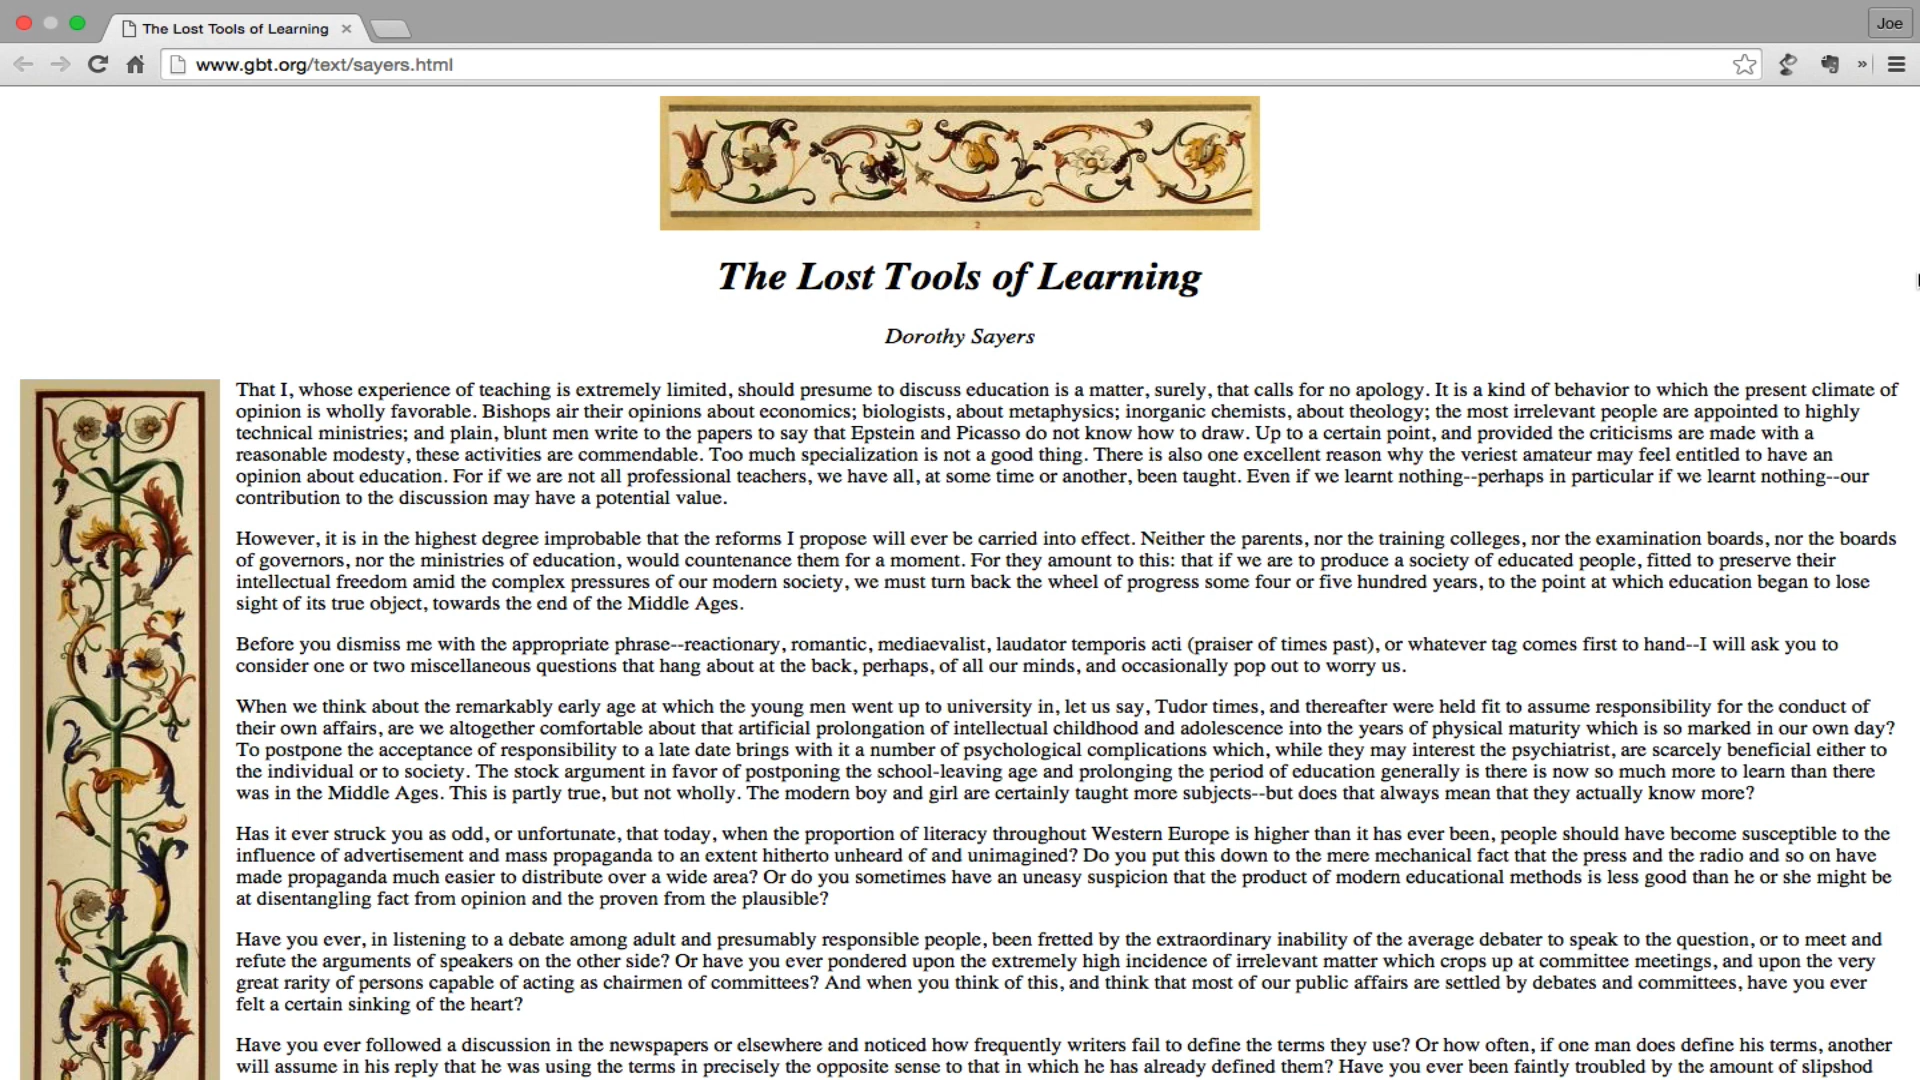 The Lost Tools of Learning
Joe
www.gbt.org/text/sayers.html
»
2
The Lost Tools of Learning
Dorothy Sayers
That I, whose experience of teaching is extremely limited, should presume to discuss education is a matter, surely, that calls for no apology. It is a kind of behavior to which the present climate of
opinion is wholly favorable. Bishops air their opinions about economics; biologists, about metaphysics; inorganic chemists, about theology; the most irrelevant people are appointed to highly
technical ministries; and plain, blunt men write to the papers to say that Epstein and Picasso do not know how to draw. Up to a certain point, and provided the criticisms are made with a
reasonable modesty, these activities are commendable. Too much specialization is not a good thing. There is also one excellent reason why the veriest amateur may feel entitled to have an
opinion about education. For if we are not all professional teachers, we have all, at some time or another, been taught. Even if we learnt nothing--perhaps in particular if we learnt nothing--our
contribution to the discussion may have a potential value.
However, it is in the highest degree improbable that the reforms I propose will ever be carried into effect. Neither the parents, nor the training colleges, nor the examination boards, nor the boards
of governors, nor the ministries of education, would countenance them for a moment. For they amount to this: that if we are to produce a society of educated people, fitted to preserve their
intellectual freedom amid the complex pressures of our modern society, we must turn back the wheel of progress some four or five hundred years, to the point at which education began to lose
sight of its true object, towards the end of the Middle Ages.
Before you dismiss me with the appropriate phrase--reactionary, romantic, mediaevalist, laudator temporis acti (praiser of times past), or whatever tag comes first to hand--I will ask you to
consider one or two miscellaneous questions that hang about at the back, perhaps, of all our minds, and occasionally pop out to worry us.
When we think about the remarkably early age at which the young men went up to university in, let us say, Tudor times, and thereafter were held fit to assume responsibility for the conduct of
their own affairs, are we altogether comfortable about that artificial prolongation of intellectual childhood and adolescence into the years of physical maturity which is so marked in our own day?
To postpone the acceptance of responsibility to a late date brings with it a number of psychological complications which, while they may interest the psychiatrist, are scarcely beneficial either to
the individual or to society. The stock argument in favor of postponing the school-leaving age and prolonging the period of education generally is there is now so much more to learn than there
was in the Middle Ages. This is partly true, but not wholly. The modern boy and girl are certainly taught more subjects--but does that always mean that they actually know more?
Has it ever struck you as odd, or unfortunate, that today, when the proportion of literacy throughout Western Europe is higher than it has ever been, people should have become susceptible to the
influence of advertisement and mass propaganda to an extent hitherto unheard of and unimagined? Do you put this down to the mere mechanical fact that the press and the radio and so on have
made propaganda much easier to distribute over a wide area? Or do you sometimes have an uneasy suspicion that the product of modern educational methods is less good than he or she might be
at disentangling fact from opinion and the proven from the plausible?
Have you ever, in listening to a debate among adult and presumably responsible people, been fretted by the extraordinary inability of the average debater to speak to the question, or to meet and
refute the arguments of speakers on the other side? Or have you ever pondered upon the extremely high incidence of irrelevant matter which crops up at committee meetings, and upon the very
great rarity of persons capable of acting as chairmen of committees? And when you think of this, and think that most of our public affairs are settled by debates and committees, have you ever
felt a certain sinking of the heart?
Have you ever followed a discussion in the newspapers or elsewhere and noticed how frequently writers fail to define the terms they use? Or how often, if one man does define his terms, another
will assume in his reply that he was using the terms in precisely the opposite sense to that in which he has already defined them? Have you ever been faintly troubled by the amount of slipshod